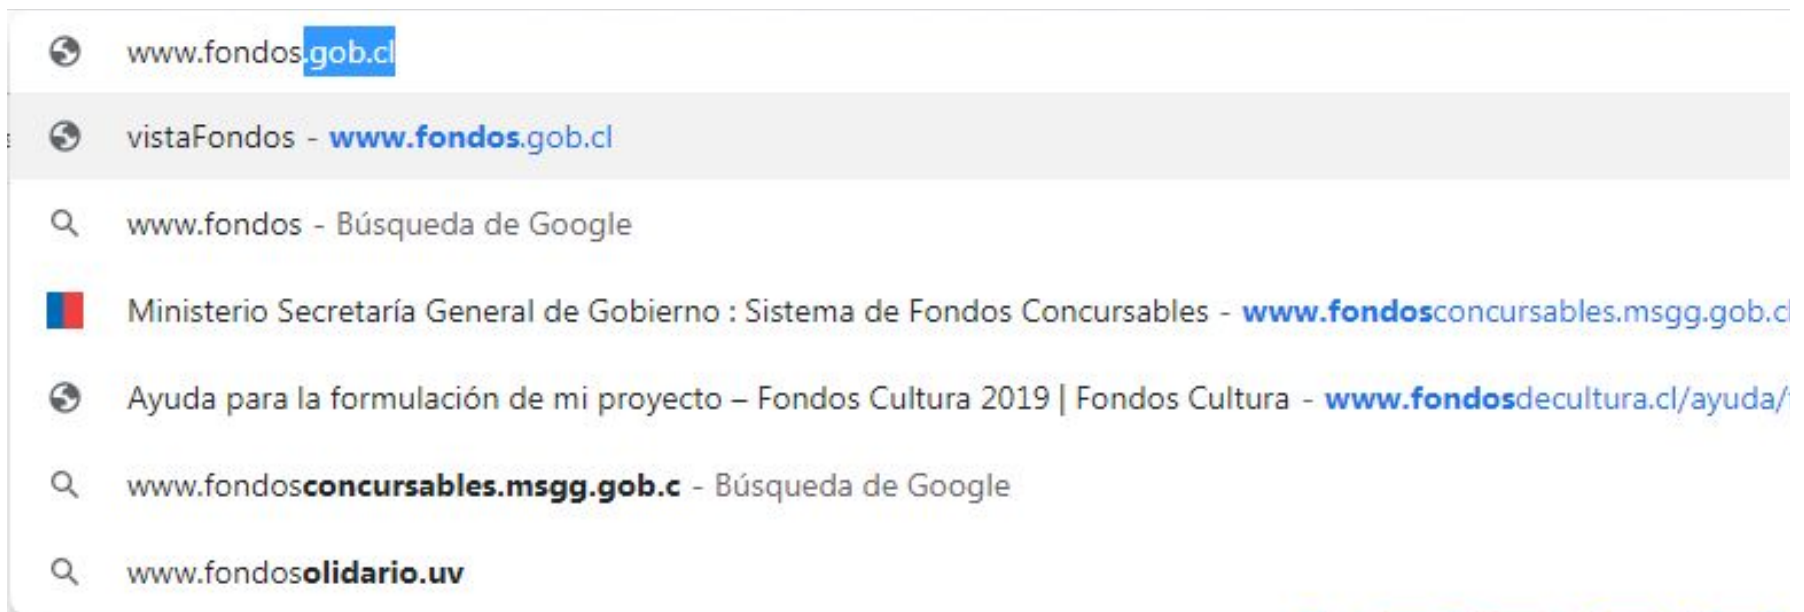 www.fondos.gob.cl
vistaFondos - www.fondos.gob.cl
www.fondos - Búsqueda de Google
Ministerio Secretaría General de Gobierno : Sistema de Fondos Concursables - www.fondosconcursables.msgg.gob.cl
Ayuda para la formulación de mi proyecto – Fondos Cultura 2019 | Fondos Cultura - www.fondosdecultura.cl/ayuda/
www.fondosconcursables.msgg.gob.c - Búsqueda de Google
www.fondosolidario.uv